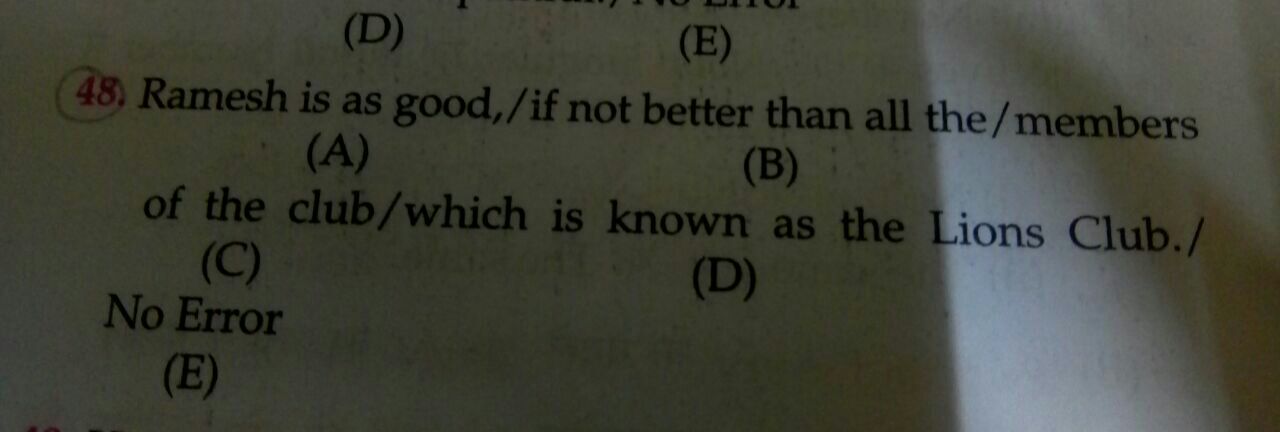 (D) (E)
48. Ramesh is as good,/if not better than all the/members
(A) (B)
of the club/which is known as the Lions Club./
(C) (D)
No Error
(E)